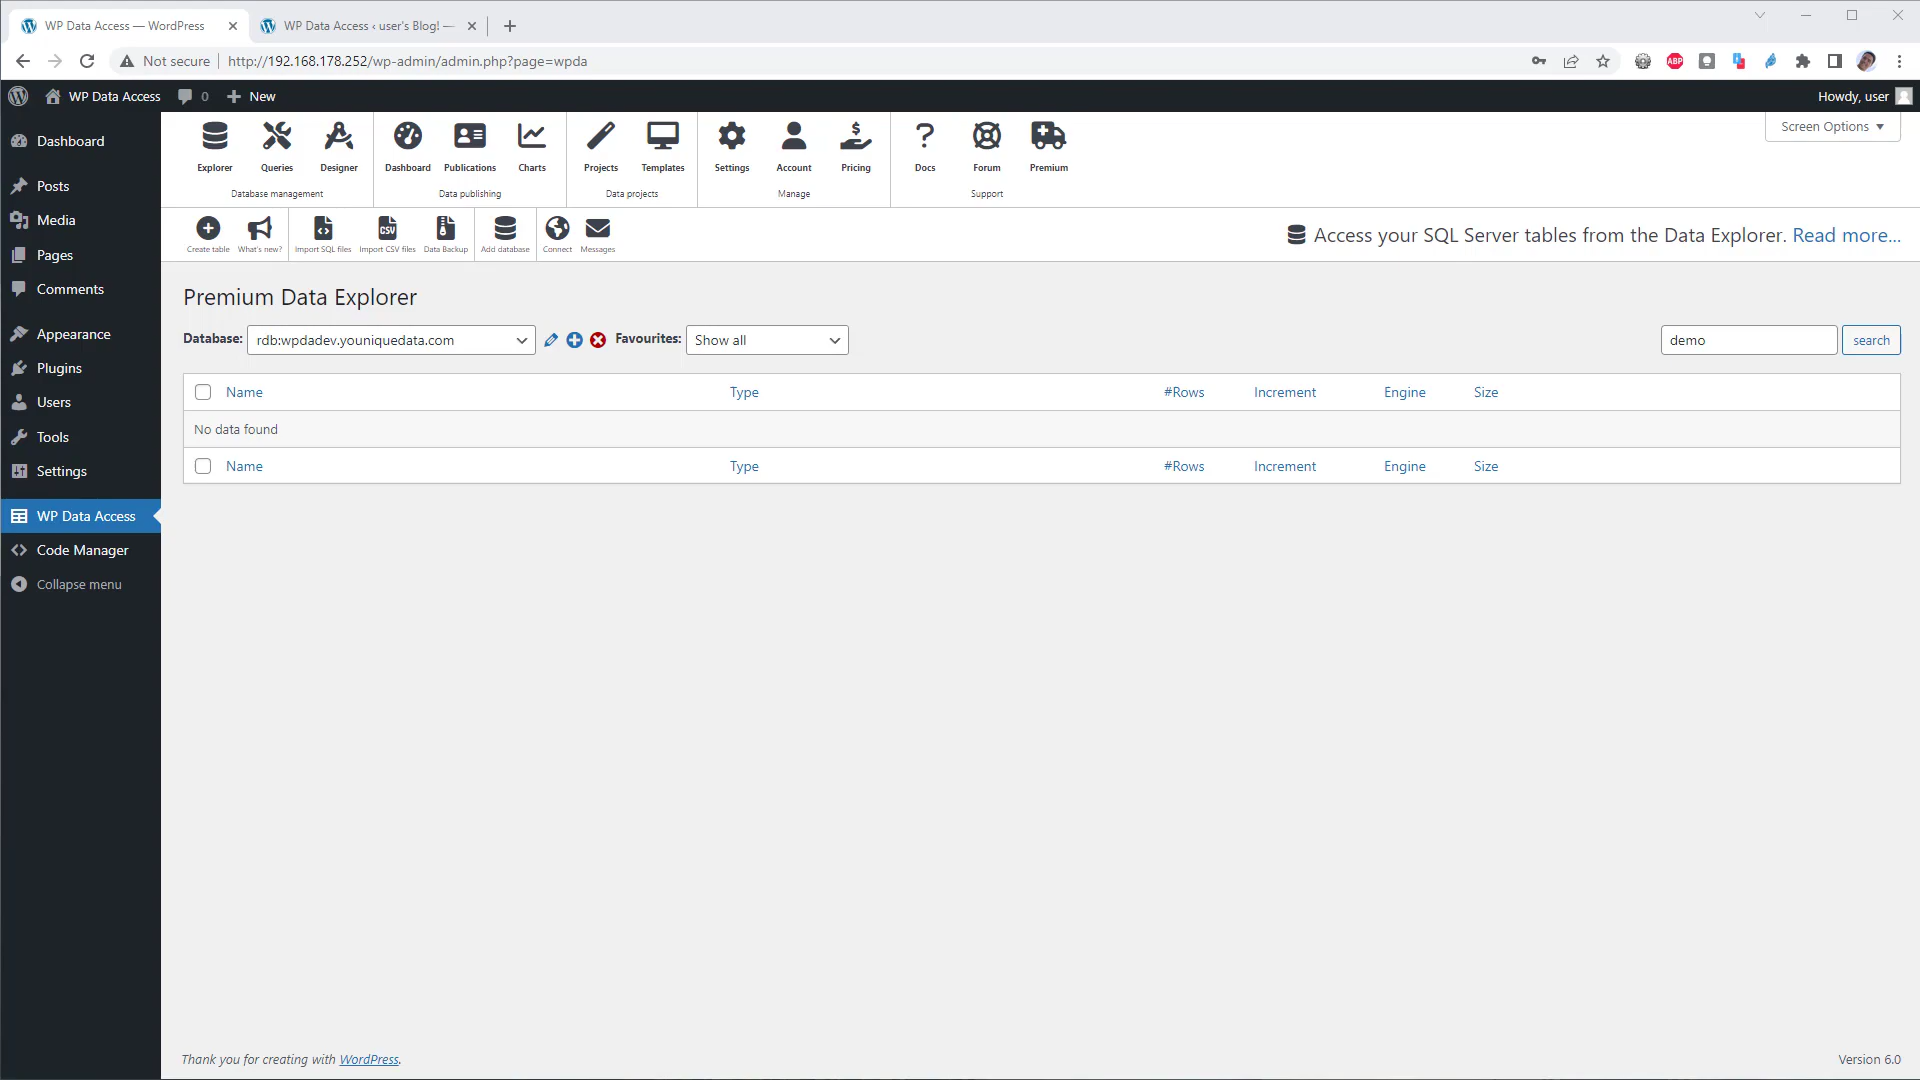 WP Data Access — WordPress
WP Data Access ‹ user's Blog! —
Not secure
http://192.168.178.252/wp-admin/admin.php?page=wpda
ABP
WP Data Access
0
New
Howdy, user
Dashboard
Posts
Media
Pages
Comments
Appearance
Plugins
Users
Tools
Settings
WP Data Access
Code Manager
Collapse menu
Screen Options
Explorer Queries Designer Dashboard Publications Charts Projects Templates Settings Account Pricing Docs Forum Premium
Database management Data publishing Data projects Manage Support
CSV
Create table What's new? Import SQL files Import CSV files Data Backup Add database Connect Messages
Access your SQL Server tables from the Data Explorer. Read more...
Premium Data Explorer
Database: rdb:wpdadev.youniquedata.com Favourites: Show all demo search
Name Type #Rows Increment Engine Size
No data found
Name Type #Rows Increment Engine Size
Thank you for creating with WordPress.
Version 6.0